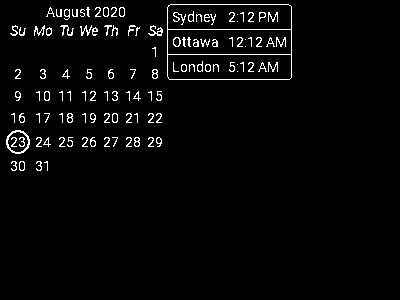 August 2020
Su Mo Tu We Th Fr Sa
1
2 3 4 5 6 7 8
9 10 11 12 13 14 15
16 17 18 19 20 21 22
23 24 25 26 27 28 29
30 31
Sydney 2:12 PM
Ottawa 12:12 AM
London 5:12 AM